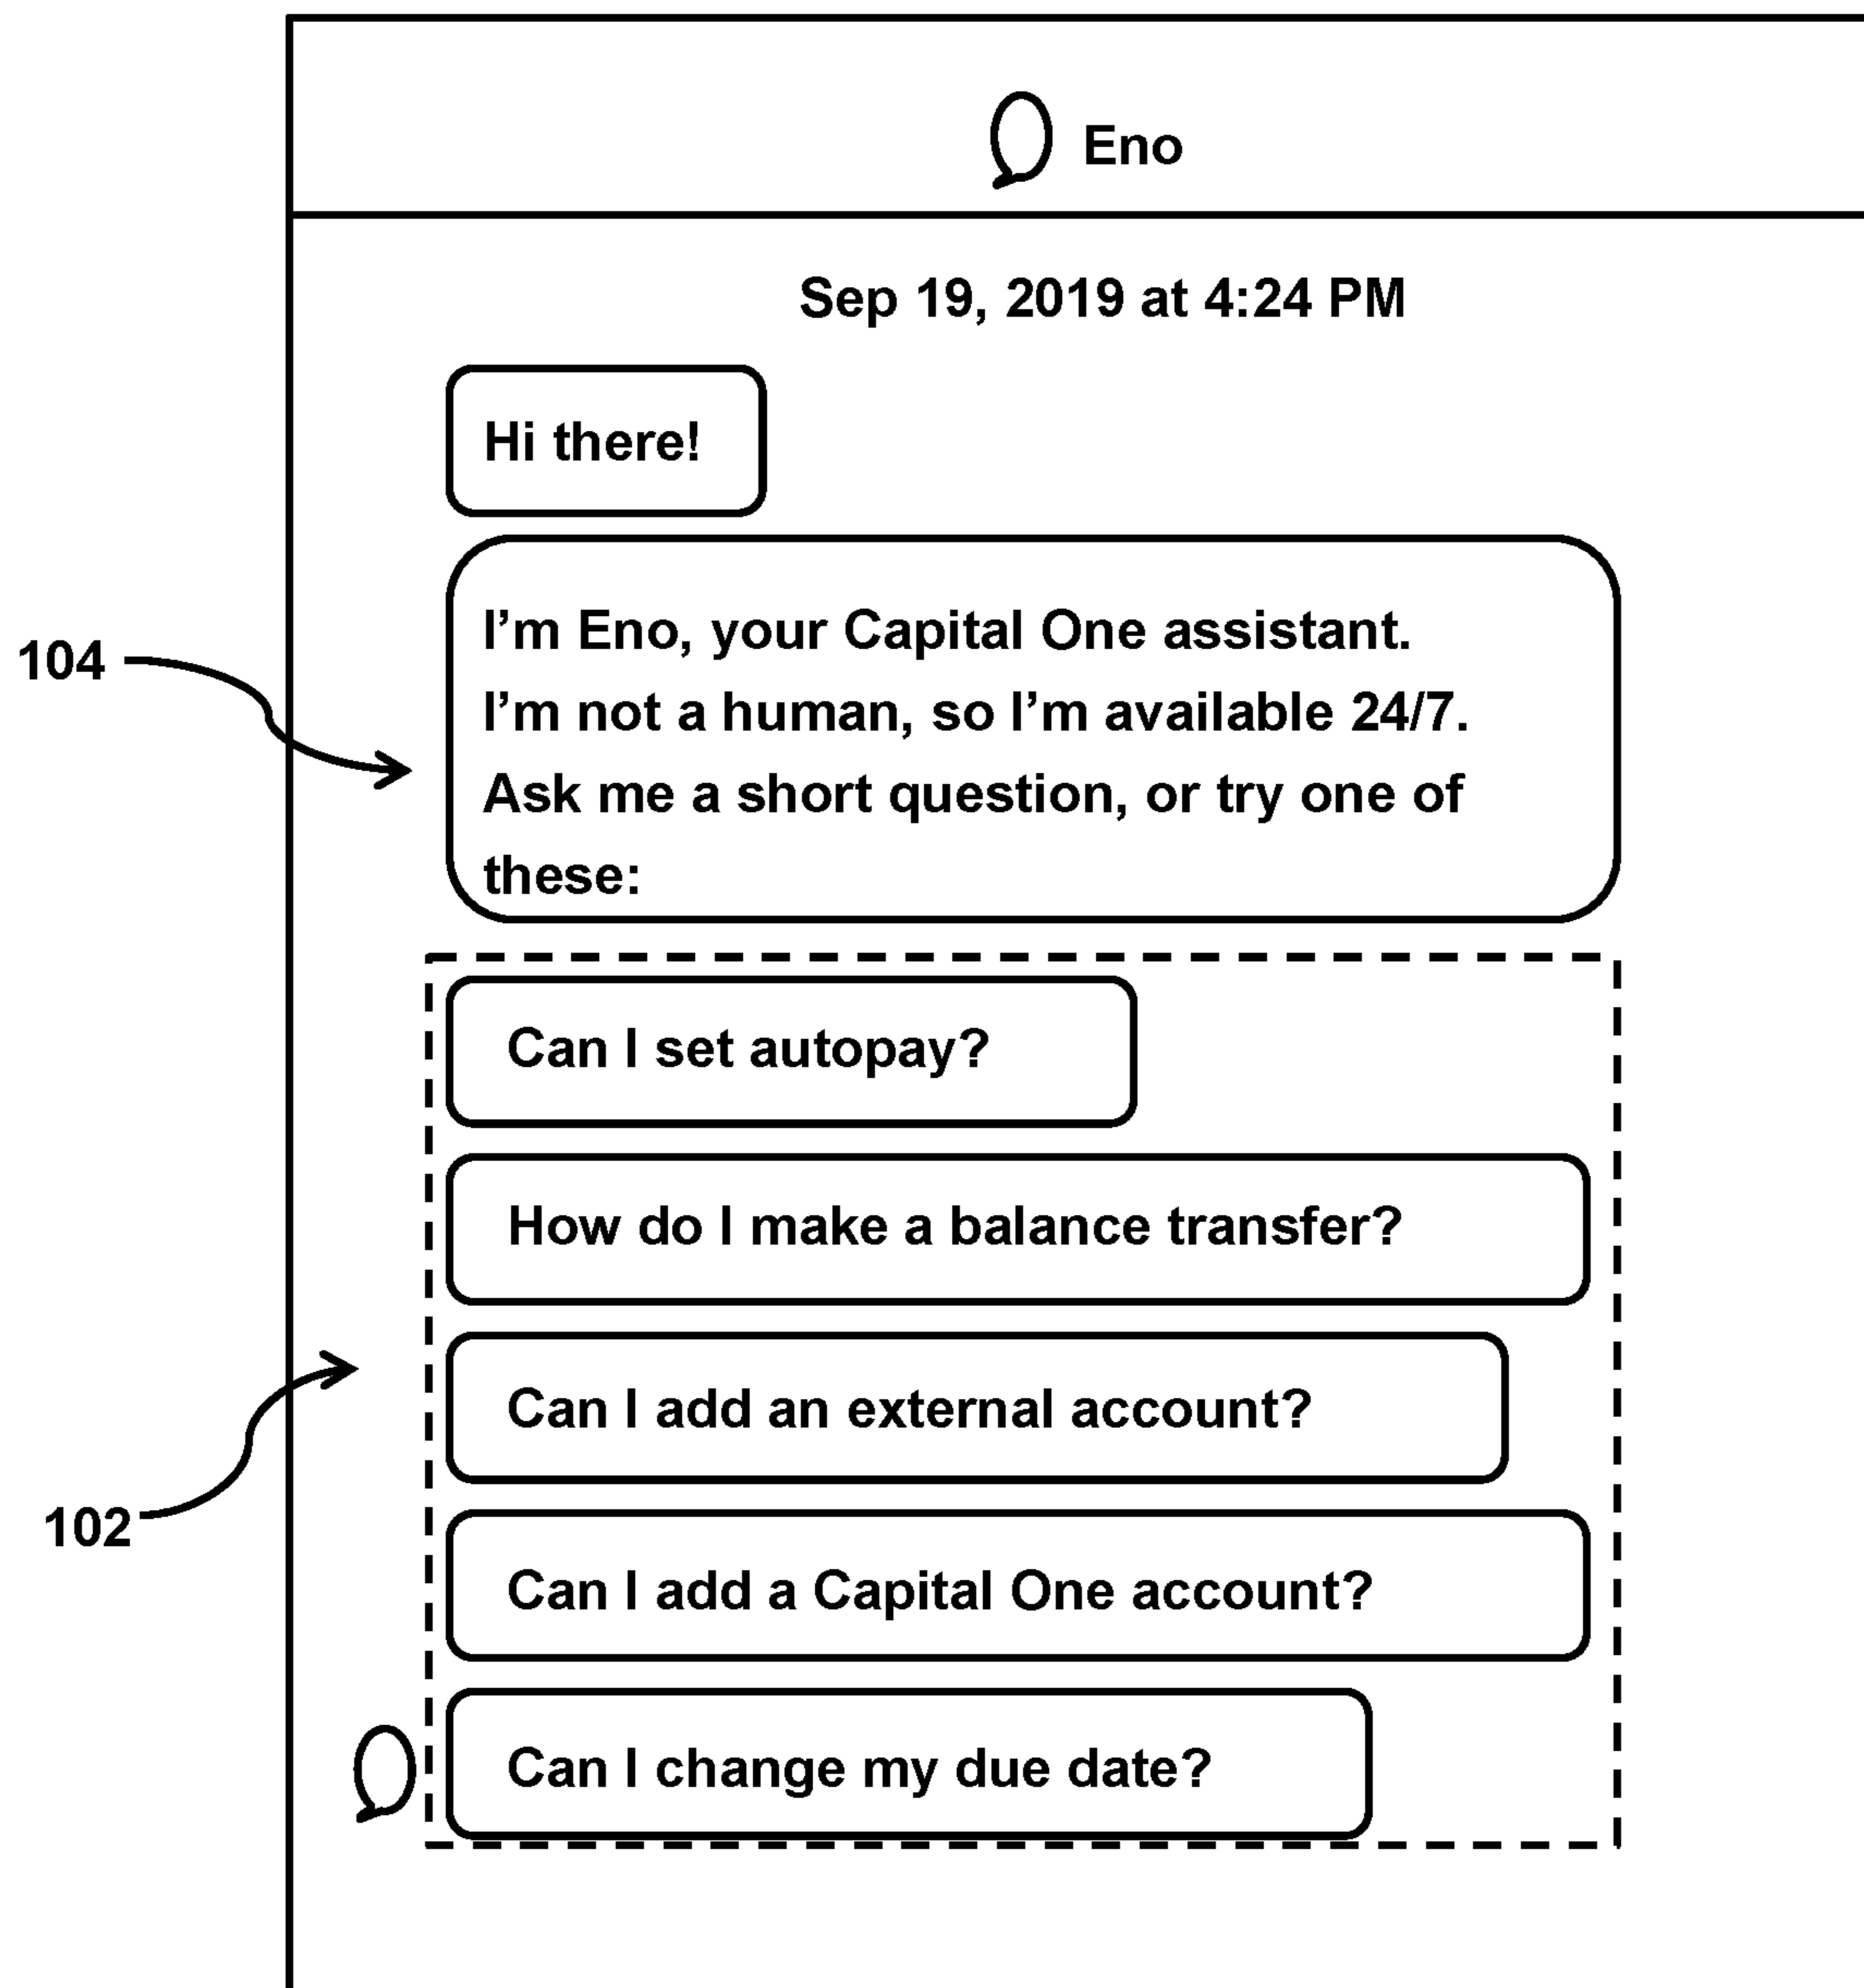 Eno
Sep 19, 2019 at 4:24 PM
Hi there!
104
I’m Eno, your Capital One assistant.
I’m not a human, so I’m available 24/7.
Ask me a short question, or try one of
these:
Can I set autopay?
How do I make a balance transfer?
Can I add an external account?
102
Can I add a Capital One account?
Can I change my due date?